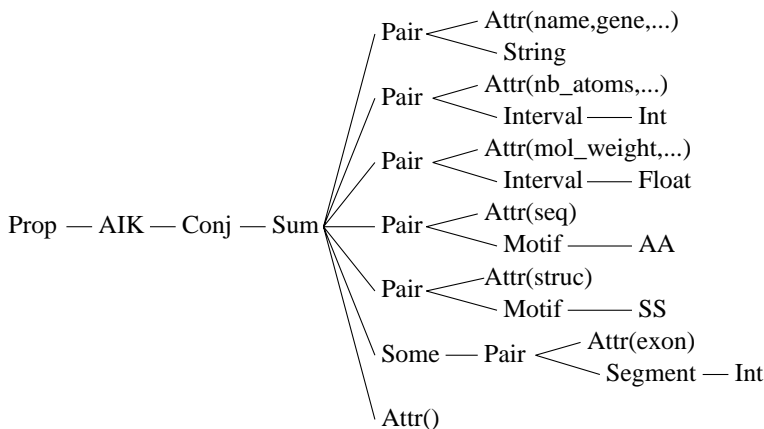 Attr(name,gene,...)
Pair
String
Attr(nb_atoms,...)
Pair
Interval Int
Attr(mol_weight,...)
Pair
Interval Float
Attr(seq)
Prop AIK Conj Sum Pair
Motif AA
Attr(struc)
Pair
Motif SS
Attr(exon)
Some Pair
Segment Int
Attr()